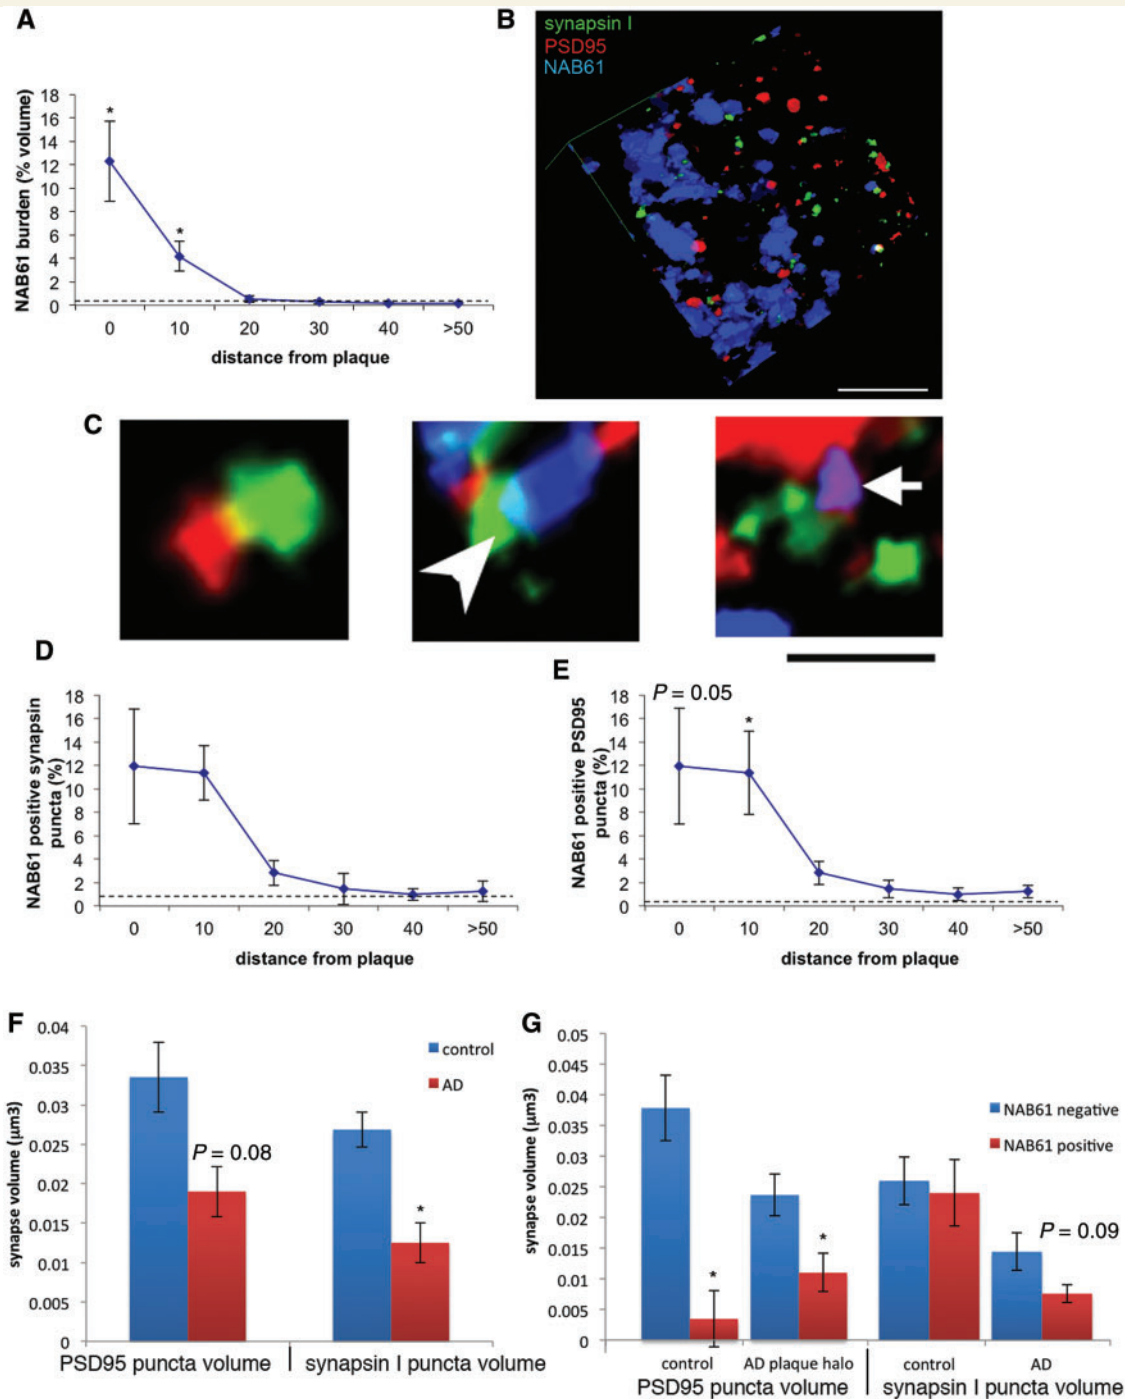 A
NAB61 burden (% volume)
18
16
14
12
10
8
6
4
2
0
0 10 20 30 40 >50
distance from plaque
*
*
B
synapsin I
PSD95
NAB61
C
D
NAB61 positive synapsin
puncta (%)
18
16
14
12
10
8
6
4
2
0
0 10 20 30 40 >50
distance from plaque
E
NAB61 positive PSD95
puncta (%)
18
16
14
12
10
8
6
4
2
0
P = 0.05
*
0 10 20 30 40 >50
distance from plaque
F
synapse volume (µm3)
0.04
0.035
0.03
0.025
0.02
0.015
0.01
0.005
0
control
AD
P = 0.08
*
PSD95 puncta volume | synapsin I puncta volume
G
synapse volume (µm3)
0.05
0.045
0.04
0.035
0.03
0.025
0.02
0.015
0.01
0.005
0
NAB61 negative
NAB61 positive
*
*
P = 0.09
control AD plaque halo control AD
PSD95 puncta volume | synapsin I puncta volume